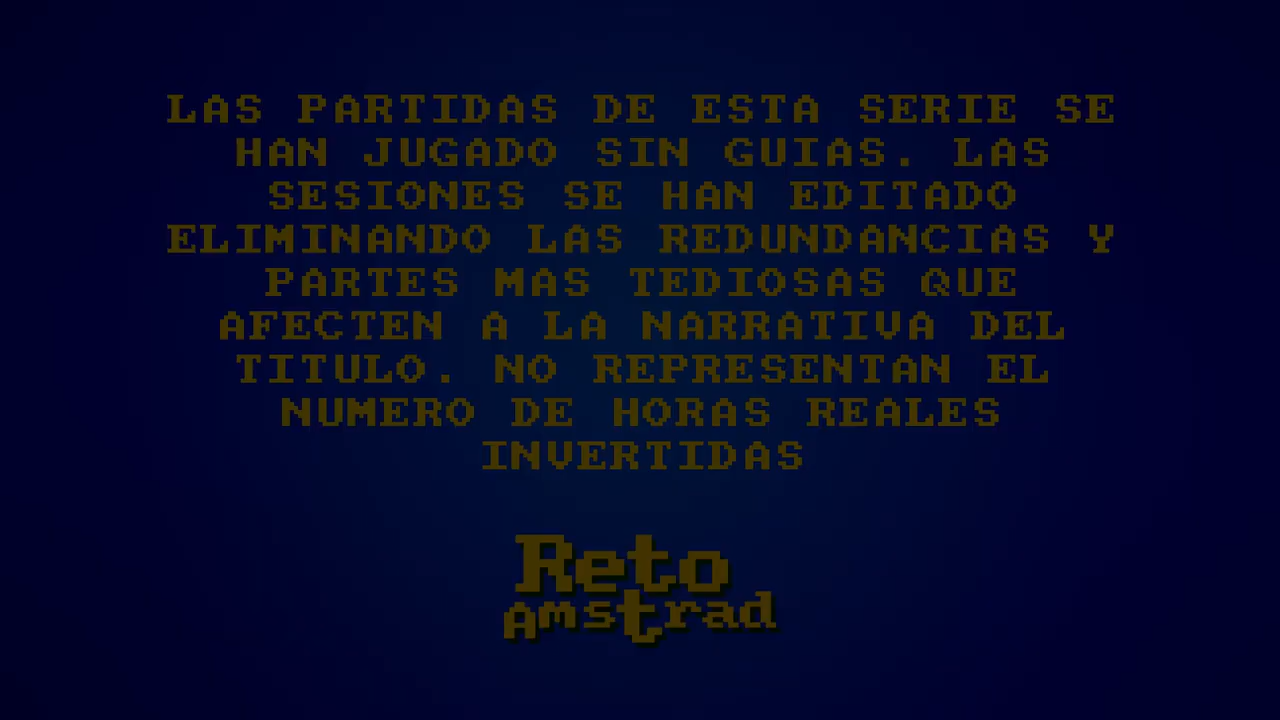 LAS PARTIDAS DE ESTA SERIE SE
HAN JUGADO SIN GUIAS. LAS
SESIONES SE HAN EDITADO
ELIMINANDO LAS REDUNDANCIAS Y
PARTES MAS TEDIOSAS QUE
AFECTEN A LA NARRATIVA DEL
TITULO. NO REPRESENTAN EL
NUMERO DE HORAS REALES
INVERTIDAS
Reto
Amstrad